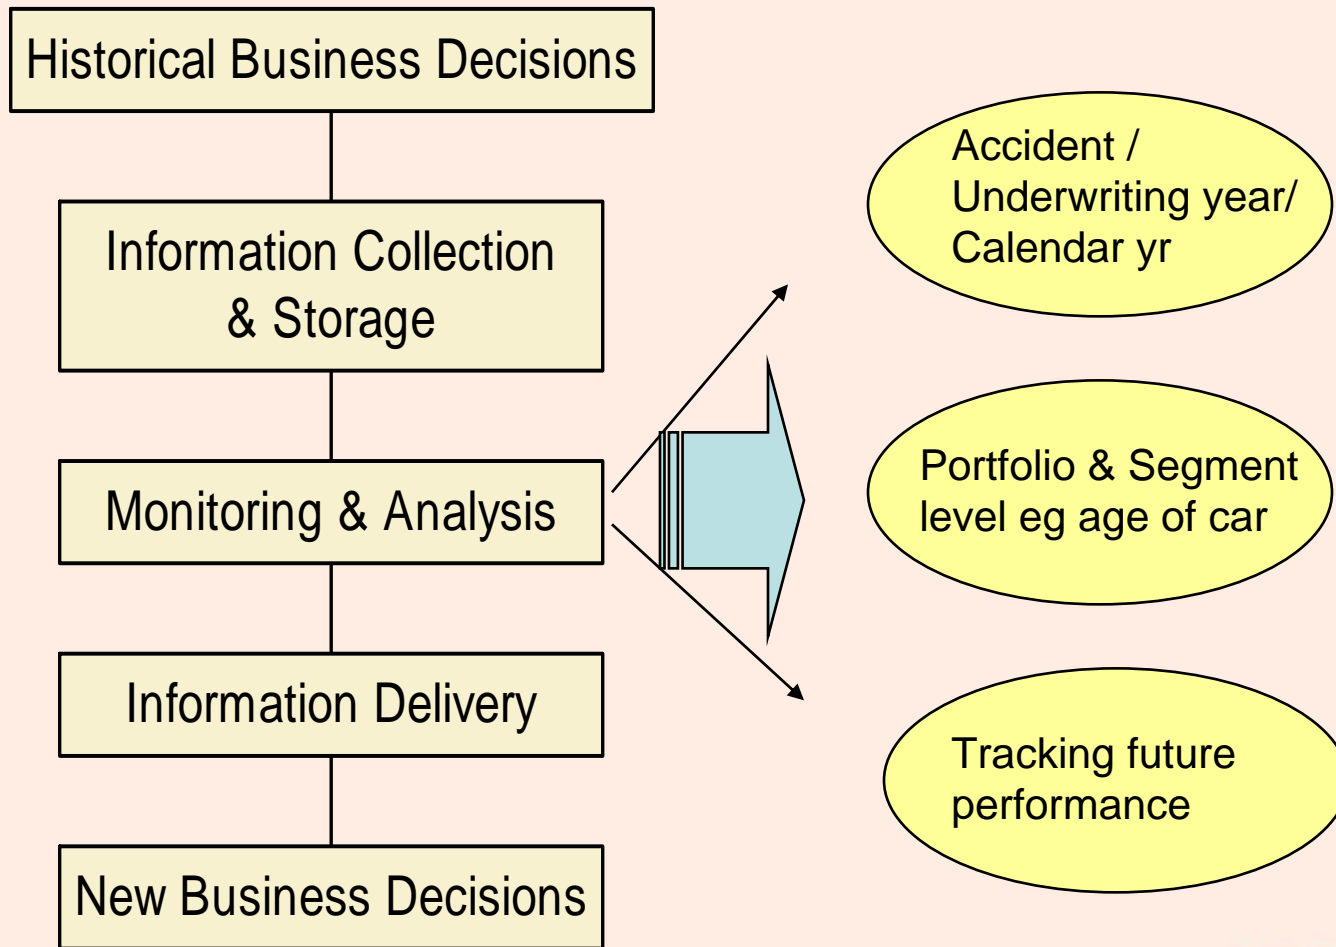 Historical Business Decisions
Information Collection
& Storage
Monitoring & Analysis
Information Delivery
New Business Decisions
Accident /
Underwriting year/
Calendar yr
Portfolio & Segment
level eg age of car
Tracking future
performance